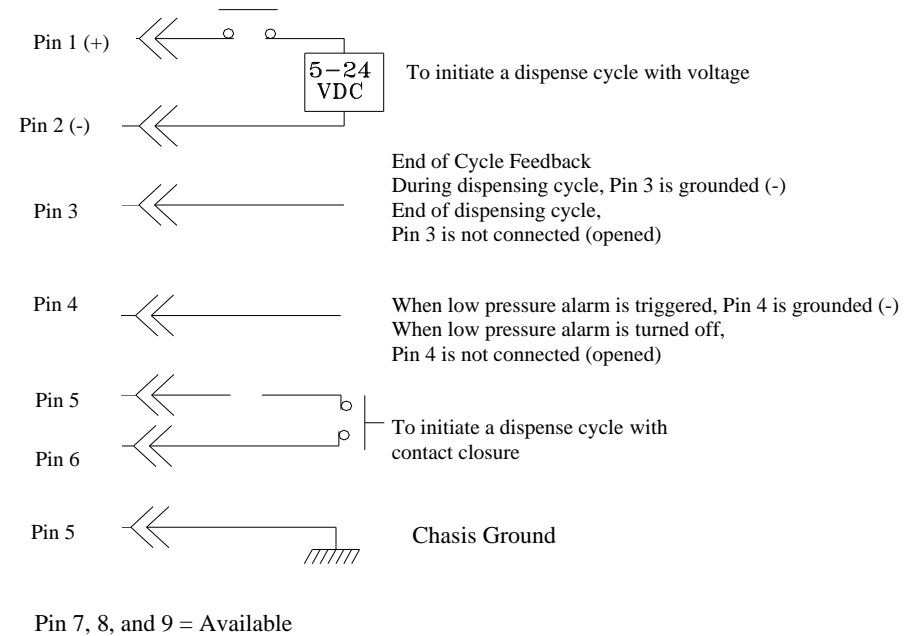 Pin 1 (+)
5-24
VDC
To initiate a dispense cycle with voltage
Pin 2 (-)
End of Cycle Feedback
During dispensing cycle, Pin 3 is grounded (-)
End of dispensing cycle,
Pin 3 is not connected (opened)
Pin 3
Pin 4
When low pressure alarm is triggered, Pin 4 is grounded (-)
When low pressure alarm is turned off,
Pin 4 is not connected (opened)
Pin 5
To initiate a dispense cycle with
contact closure
Pin 6
Pin 5
Chasis Ground
Pin 7, 8, and 9 = Available